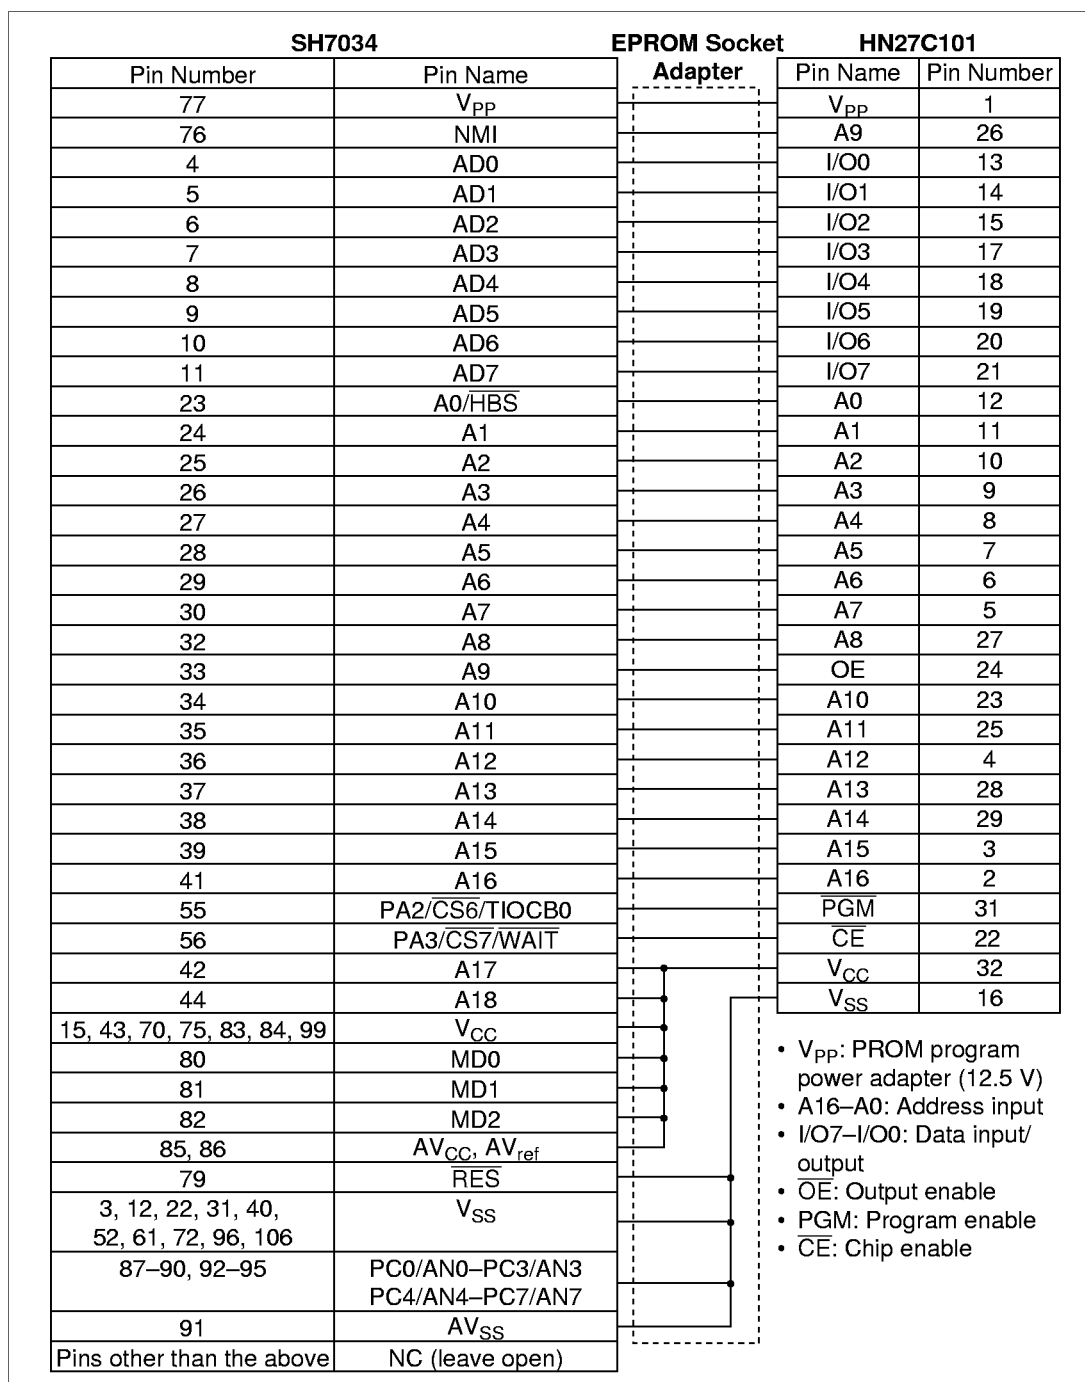 SH7034 EPROM Socket Adapter HN27C101
Pin Number Pin Name Pin Name Pin Number
77 VPP VPP 1
76 NMI A9 26
4 AD0 I/O0 13
5 AD1 I/O1 14
6 AD2 I/O2 15
7 AD3 I/O3 17
8 AD4 I/O4 18
9 AD5 I/O5 19
10 AD6 I/O6 20
11 AD7 I/O7 21
23 A0/H̅B̅S̅ A0 12
24 A1 A1 11
25 A2 A2 10
26 A3 A3 9
27 A4 A4 8
28 A5 A5 7
29 A6 A6 6
30 A7 A7 5
32 A8 A8 27
33 A9 OE 24
34 A10 A10 23
35 A11 A11 25
36 A12 A12 4
37 A13 A13 28
38 A14 A14 29
39 A15 A15 3
41 A16 A16 2
55 PA2/C̅S̅6̅/TIOCB0 P̅G̅M̅ 31
56 PA3/C̅S̅7̅/W̅A̅I̅T̅ C̅E̅ 22
42 A17 VCC 32
44 A18 VSS 16
15, 43, 70, 75, 83, 84, 99 VCC
80 MD0
81 MD1
82 MD2
85, 86 AVCC, AVref
79 R̅E̅S̅
3, 12, 22, 31, 40, VSS
52, 61, 72, 96, 106
87–90, 92–95 PC0/AN0–PC3/AN3
PC4/AN4–PC7/AN7
91 AVSS
Pins other than the above NC (leave open)
• VPP: PROM program
power adapter (12.5 V)
• A16–A0: Address input
• I/O7–I/O0: Data input/
output
• O̅E̅: Output enable
• PGM: Program enable
• C̅E̅: Chip enable